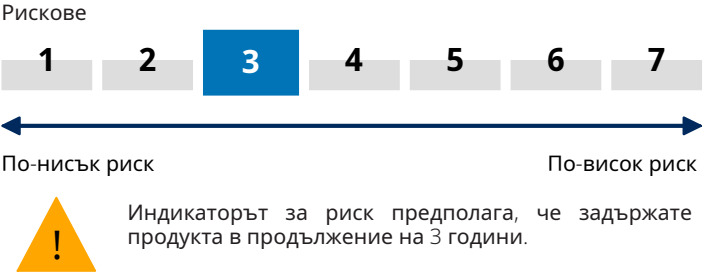 Рискове
1 2 3 4 5 6 7
По-нисък риск По-висок риск
! Индикаторът за риск предполага, че задържате
продукта в продължение на 3 години.